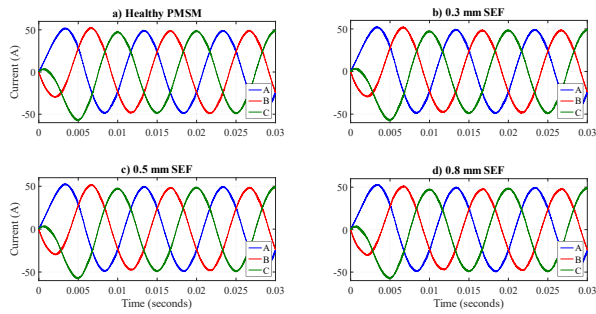 a) Healthy PMSM
Current (A)
50
0
-50
0
0.005
0.01
0.015
0.02
0.025
0.03
A
B
C
b) 0.3 mm SEF
50
0
-50
0
0.005
0.01
0.015
0.02
0.025
0.03
A
B
C
c) 0.5 mm SEF
Current (A)
50
0
-50
0
0.005
0.01
0.015
0.02
0.025
0.03
Time (seconds)
A
B
C
d) 0.8 mm SEF
50
0
-50
0
0.005
0.01
0.015
0.02
0.025
0.03
Time (seconds)
A
B
C